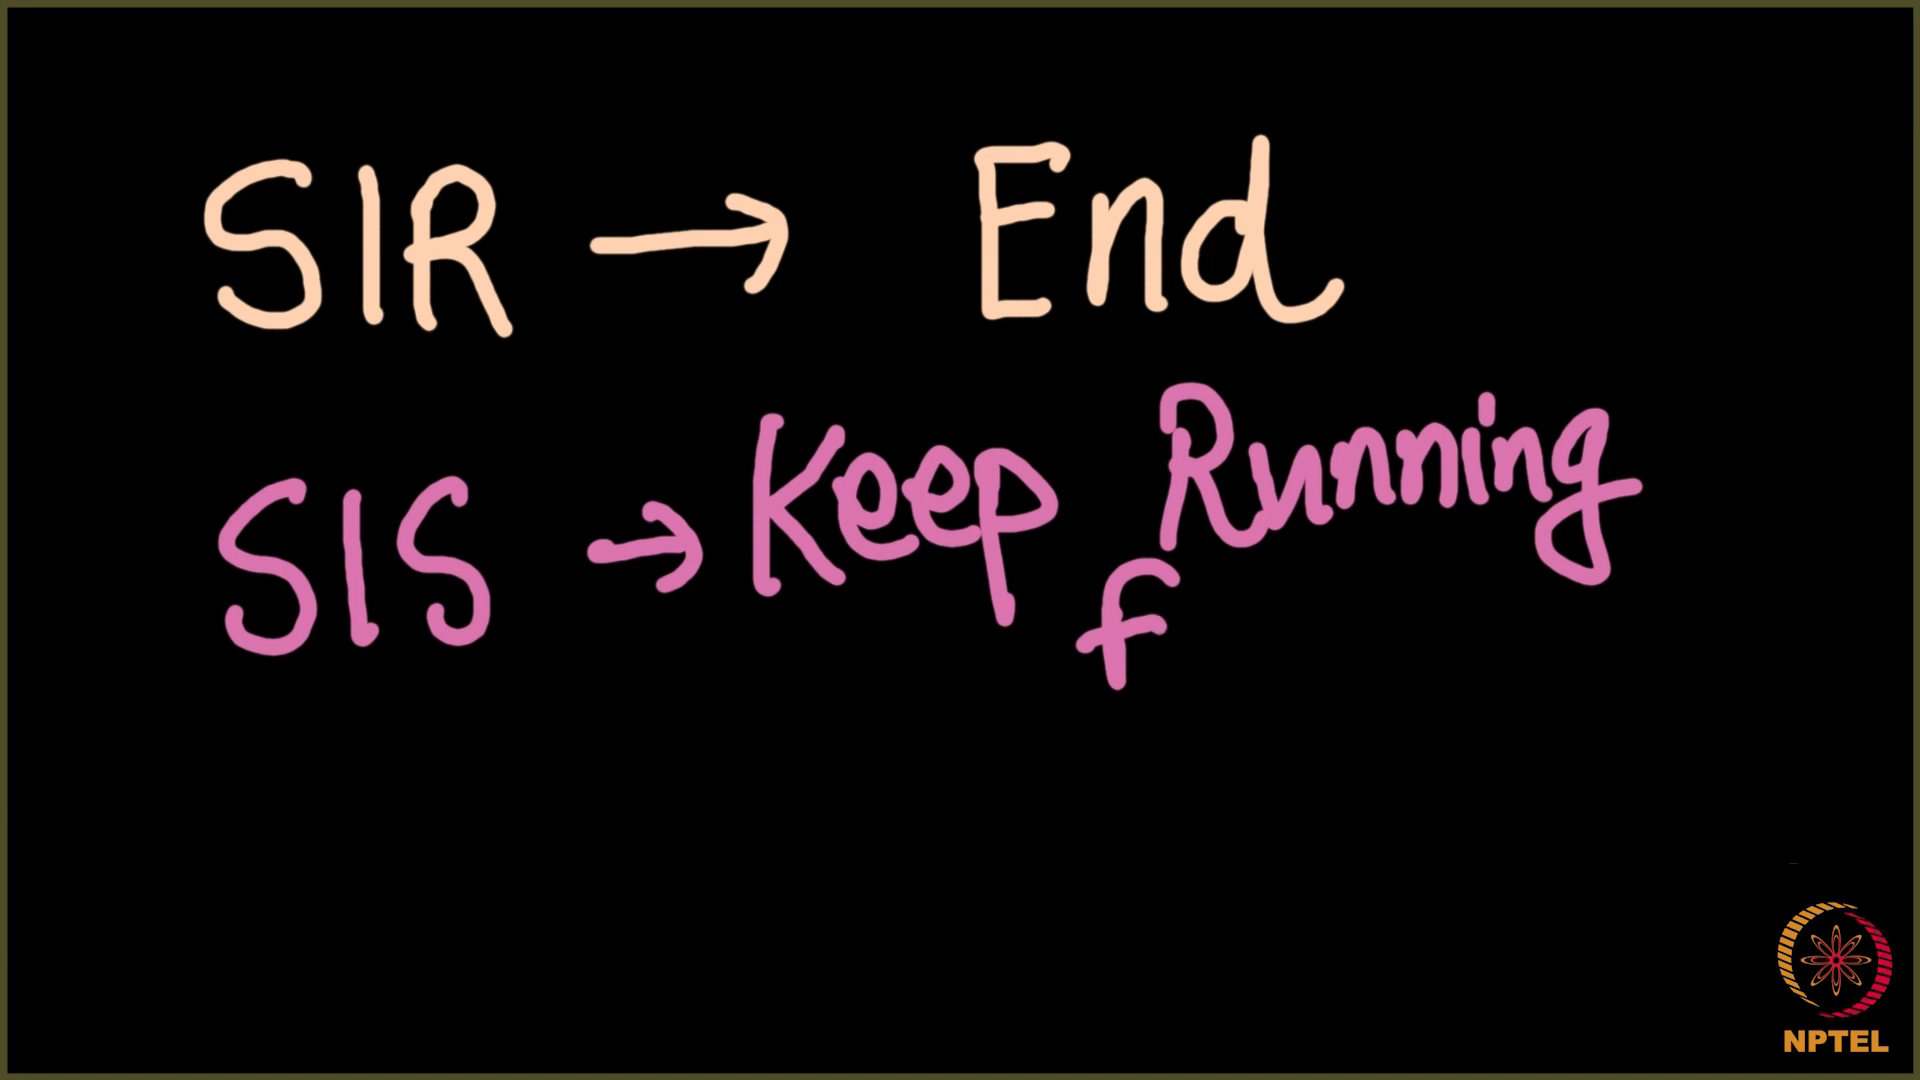 SIR → End
SIS → Keep Running
f
NPTEL